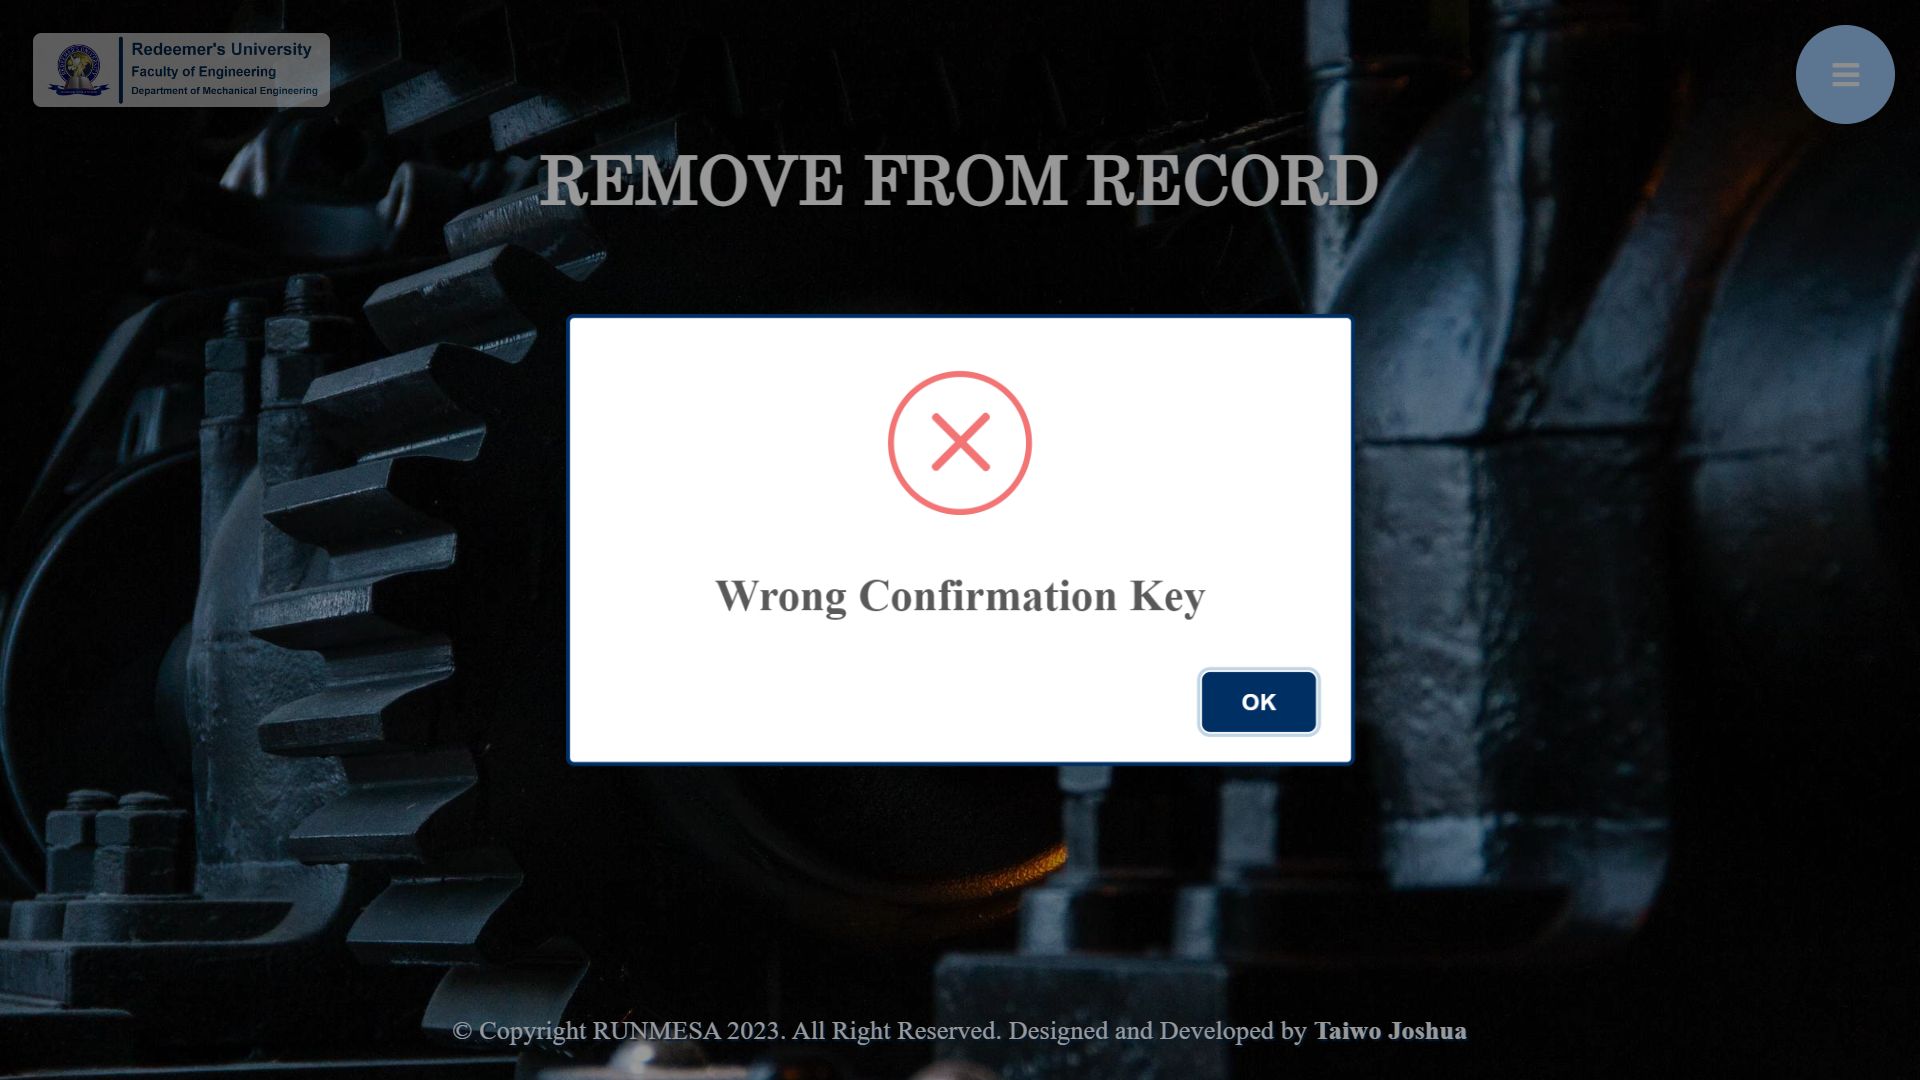 Redeemer's University
Faculty of Engineering
Department of Mechanical Engineering
REMOVE FROM RECORD
Wrong Confirmation Key
OK
© Copyright RUNMESA 2023. All Right Reserved. Designed and Developed by Taiwo Joshua